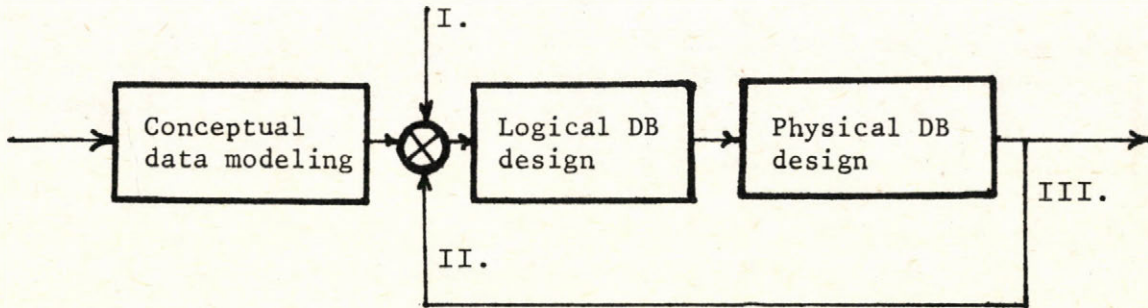 I.
Conceptual
data modeling
Logical DB
design
Physical DB
design
III.
II.